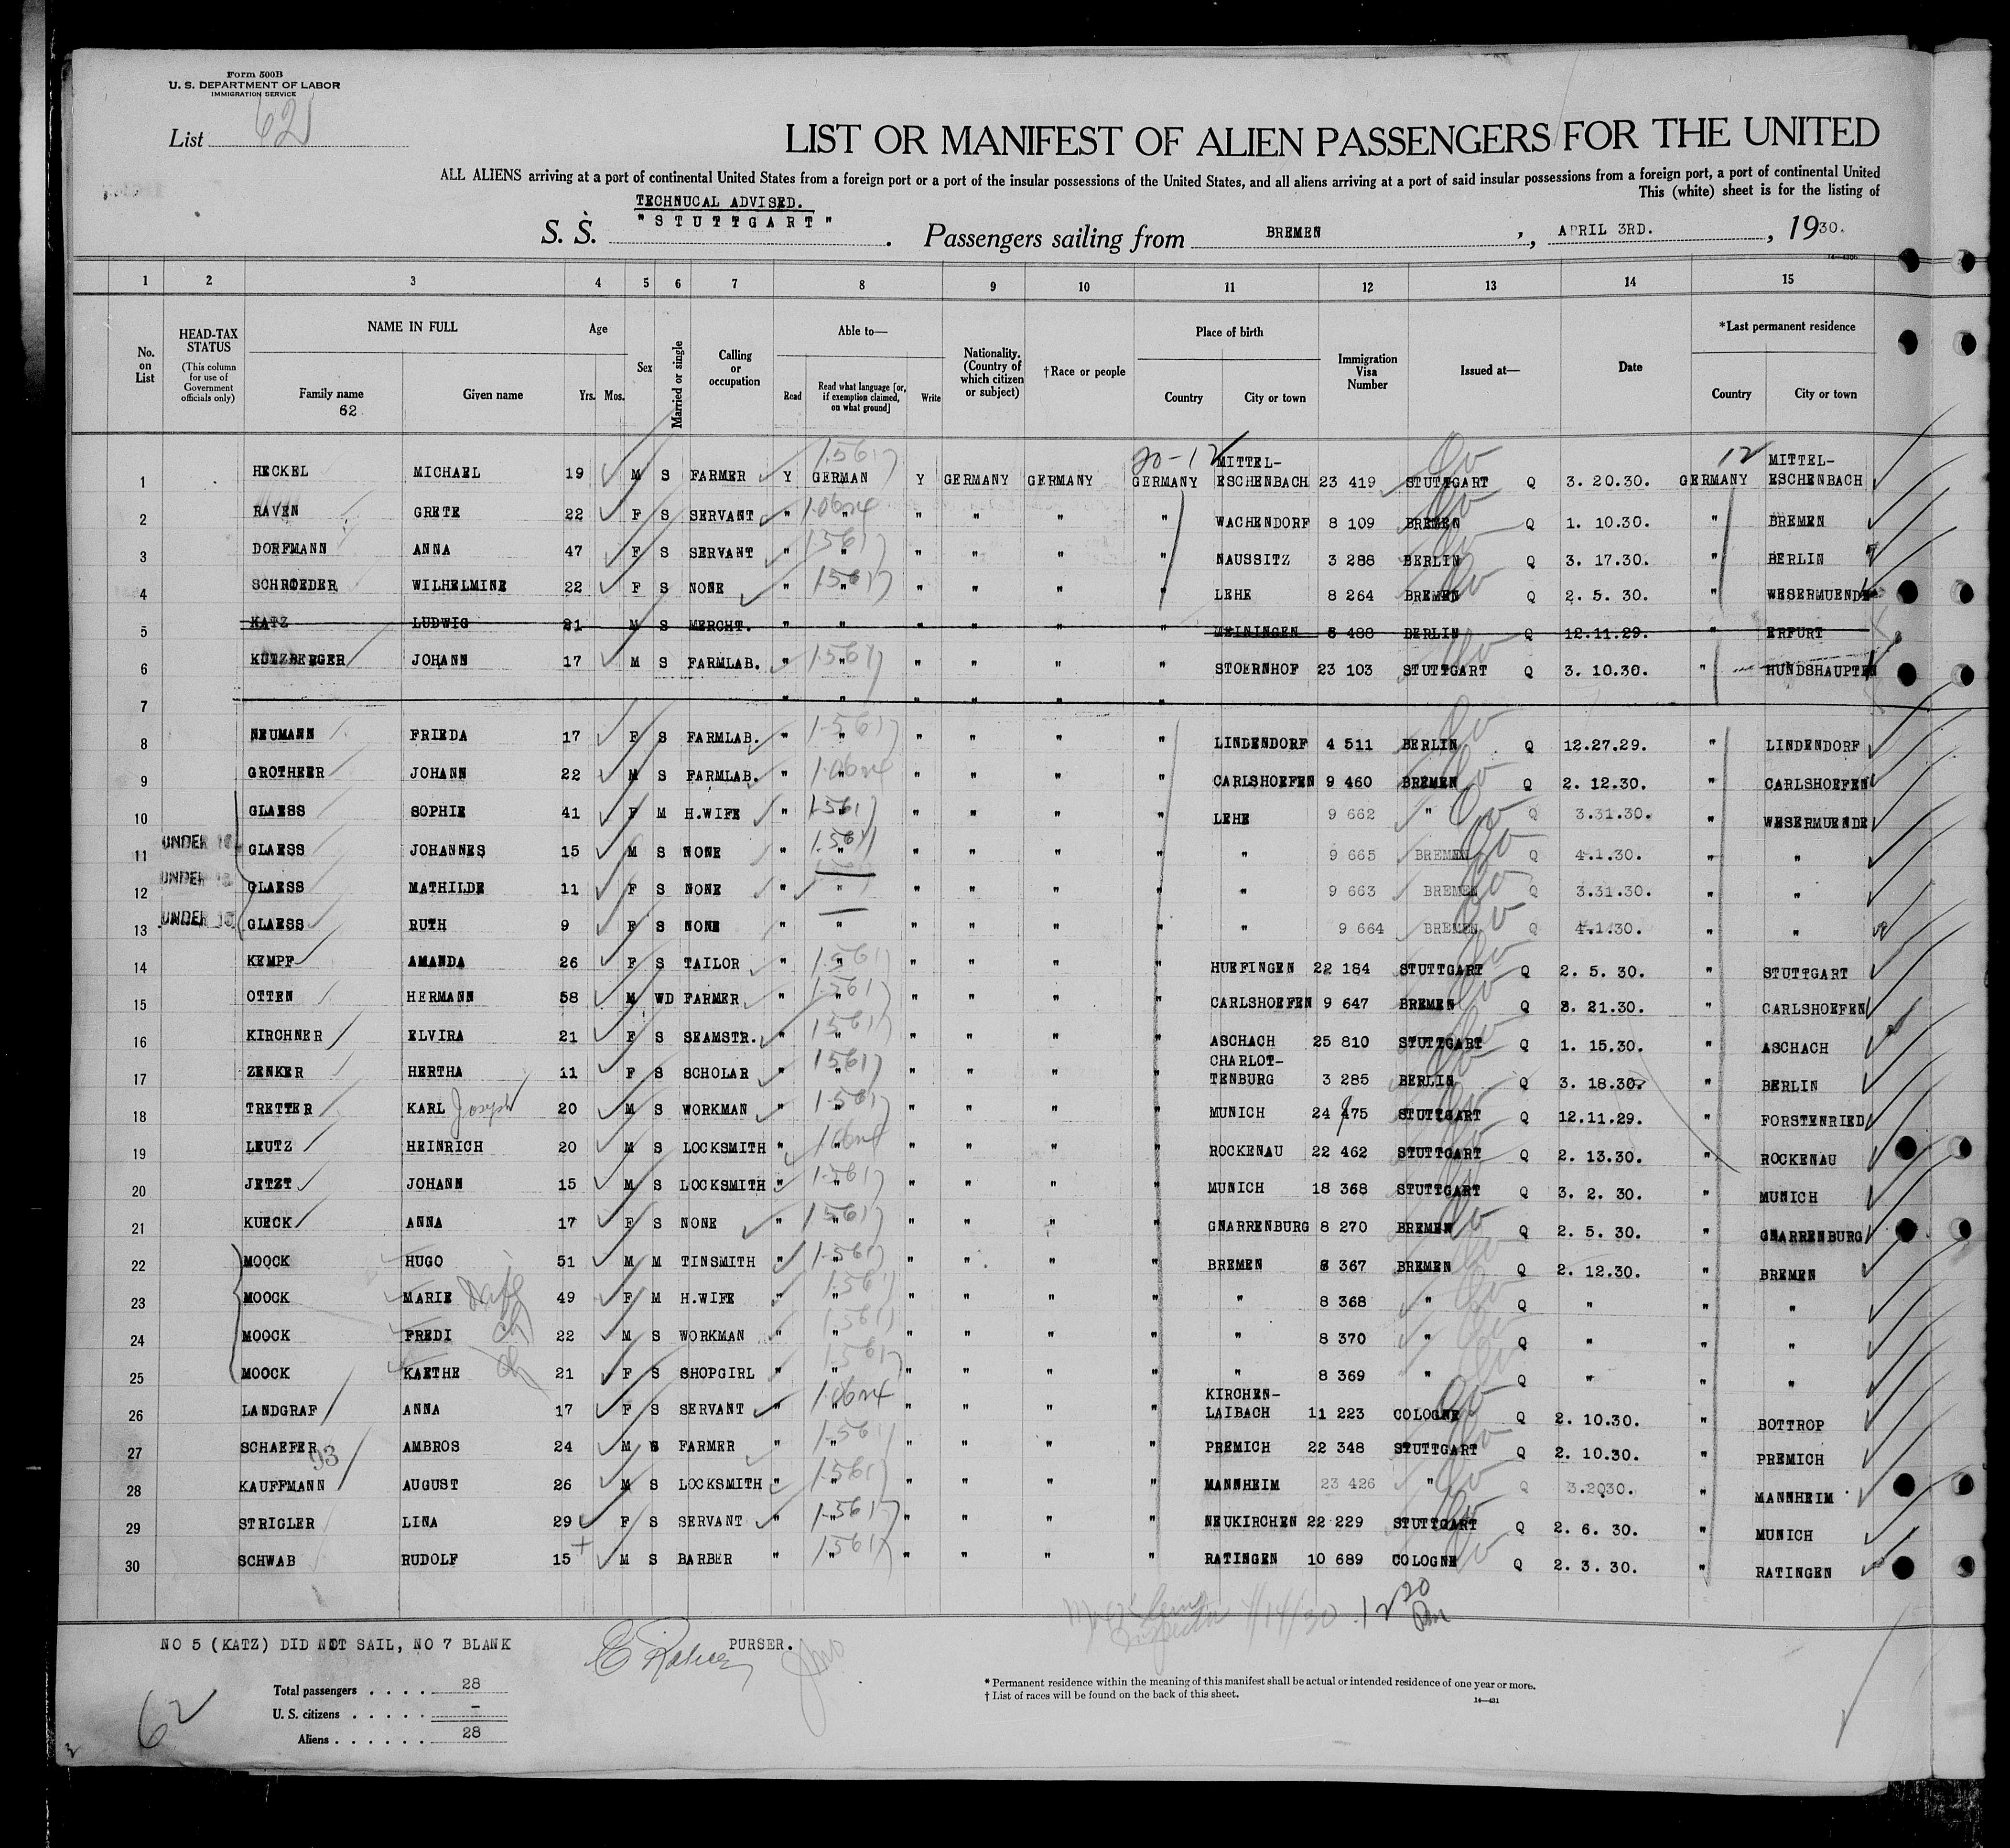 Form 500B
U. S. DEPARTMENT OF LABOR
IMMIGRATION SERVICE
List 62
LIST OR MANIFEST OF ALIEN PASSENGERS FOR THE UNITED
ALL ALIENS arriving at a port of continental United States from a foreign port or a port of the insular possessions of the United States, and all aliens arriving at a port of said insular possessions from a foreign port, a port of continental United
This (white) sheet is for the listing of
TECHNUCAL ADVISED.
S. S. "STUTTGART". Passengers sailing from BREMEN, APRIL 3RD., 1930.
1 2 3 4 5 6 7 8 9 10 11 12 13 14 15
No. on List
HEAD-TAX STATUS (This column for use of Government officials only)
NAME IN FULL Family name 62 Given name
Age Yrs. Mos.
Sex
Married or single
Calling or occupation
Able to— Read Read what language [or, if exemption claimed, on what ground] Write
Nationality. (Country of which citizen or subject)
†Race or people
Place of birth Country City or town
Immigration Visa Number
Issued at—
Date
*Last permanent residence Country City or town
20-12 12
1 HECKEL MICHAEL 19 M S FARMER Y GERMAN Y GERMANY GERMANY GERMANY MITTEL-ESCHENBACH 23 419 STUTTGART Q 3. 20.30. GERMANY MITTEL-ESCHENBACH
2 RAVEN GRETE 22 F S SERVANT " " " " " " WACHENDORF 8 109 BREMEN Q 1. 10.30. " BREMEN
3 DORFMANN ANNA 47 F S SERVANT " " " " " " NAUSSITZ 3 288 BERLIN Q 3. 17.30. " BERLIN
4 SCHROEDER WILHELMINE 22 F S NONE " " " " " " LEHE 8 264 BREMEN Q 2. 5. 30. " WESERMUENDE
5 KATZ LUDWIG 21 M S MERCHT. " " " " " " MEININGEN 5 488 BERLIN Q 12.11.29. " ERFURT
6 KUTZBERGER JOHANN 17 M S FARMLAB. " " " " " " STOERNHOF 23 103 STUTTGART Q 3. 10.30. " HUNDSHAUPTEN
7 " " " " "
8 NEUMANN FRIEDA 17 F S FARMLAB. " " " " " " LINDENDORF 4 511 BERLIN Q 12.27.29. " LINDENDORF
9 GROTHEER JOHANN 22 M S FARMLAB. " " " " " " CARLSHOEFEN 9 460 BREMEN Q 2. 12.30. " CARLSHOEFEN
10 GLAESS SOPHIE 41 F M H.WIFE " " " " " " LEHE 9 662 " Q 3.31.30. " WESERMUENDE
11 UNDER 16 GLAESS JOHANNES 15 M S NONE " " " " " " " 9 665 BREMEN Q 4.1.30. " "
12 UNDER 16 GLAESS MATHILDE 11 F S NONE " " " " " " " 9 663 BREMEN Q 3.31.30. " "
13 UNDER 16 GLAESS RUTH 9 F S NONE " " " " " " " 9 664 BREMEN Q 4.1.30. " "
14 KEMPF AMANDA 26 F S TAILOR " " " " " " HUEFINGEN 22 184 STUTTGART Q 2. 5. 30. " STUTTGART
15 OTTEN HERMANN 58 M WD FARMER " " " " " " CARLSHOEFEN 9 647 BREMEN Q 3. 21.30. " CARLSHOEFEN
16 KIRCHNER ELVIRA 21 F S SEAMSTR. " " " " " " ASCHACH 25 810 STUTTGART Q 1. 15.30. " ASCHACH
17 ZENKER HERTHA 11 F S SCHOLAR " " " " " " CHARLOT-TENBURG 3 285 BERLIN Q 3. 18.30. " BERLIN
18 TRETTER KARL Joseph 20 M S WORKMAN " " " " " " MUNICH 24 475 STUTTGART Q 12.11.29. " FORSTENRIED
19 LEUTZ HEINRICH 20 M S LOCKSMITH " " " " " " ROCKENAU 22 462 STUTTGART Q 2. 13.30. " ROCKENAU
20 JETZT JOHANN 15 M S LOCKSMITH " " " " " " MUNICH 18 368 STUTTGART Q 3. 2. 30. " MUNICH
21 KUECK ANNA 17 F S NONE " " " " " " GNARRENBURG 8 270 BREMEN Q 2. 5. 30. " GNARRENBURG
22 MOOCK HUGO 51 M M TINSMITH " " " " " " BREMEN 8 367 BREMEN Q 2. 12.30. " BREMEN
23 MOOCK MARIE wife 49 F M H.WIFE " " " " " " " 8 368 " Q " " "
24 MOOCK FREDI ch 22 M S WORKMAN " " " " " " " 8 370 " Q " " "
25 MOOCK KAETHE ch 21 F S SHOPGIRL " " " " " " " 8 369 " Q " " "
26 LANDGRAF ANNA 17 F S SERVANT " " " " " " KIRCHEN-LAIBACH 11 223 COLOGNE Q 2. 10.30. " BOTTROP
27 SCHAEFER 93 AMBROS 24 M S FARMER " " " " " " PREMICH 22 348 STUTTGART Q 2. 10.30. " PREMICH
28 KAUFFMANN AUGUST 26 M S LOCKSMITH " " " " " " MANNHEIM 23 426 " Q 3.2030. " MANNHEIM
29 STRIGLER LINA 29 F S SERVANT " " " " " " NEUKIRCHEN 22 229 STUTTGART Q 2. 6. 30. " MUNICH
30 SCHWAB RUDOLF 15 M S BARBER " " " " " " RATINGEN 10 689 COLOGNE Q 2. 3. 30. " RATINGEN
Inspector 4/14/30 12 20 Pm
NO 5 (KATZ) DID NOT SAIL, NO 7 BLANK
PURSER.
Total passengers . . . . 28
U. S. citizens . . . . . -
Aliens . . . . . . 28
62
* Permanent residence within the meaning of this manifest shall be actual or intended residence of one year or more.
† List of races will be found on the back of this sheet.
14—431